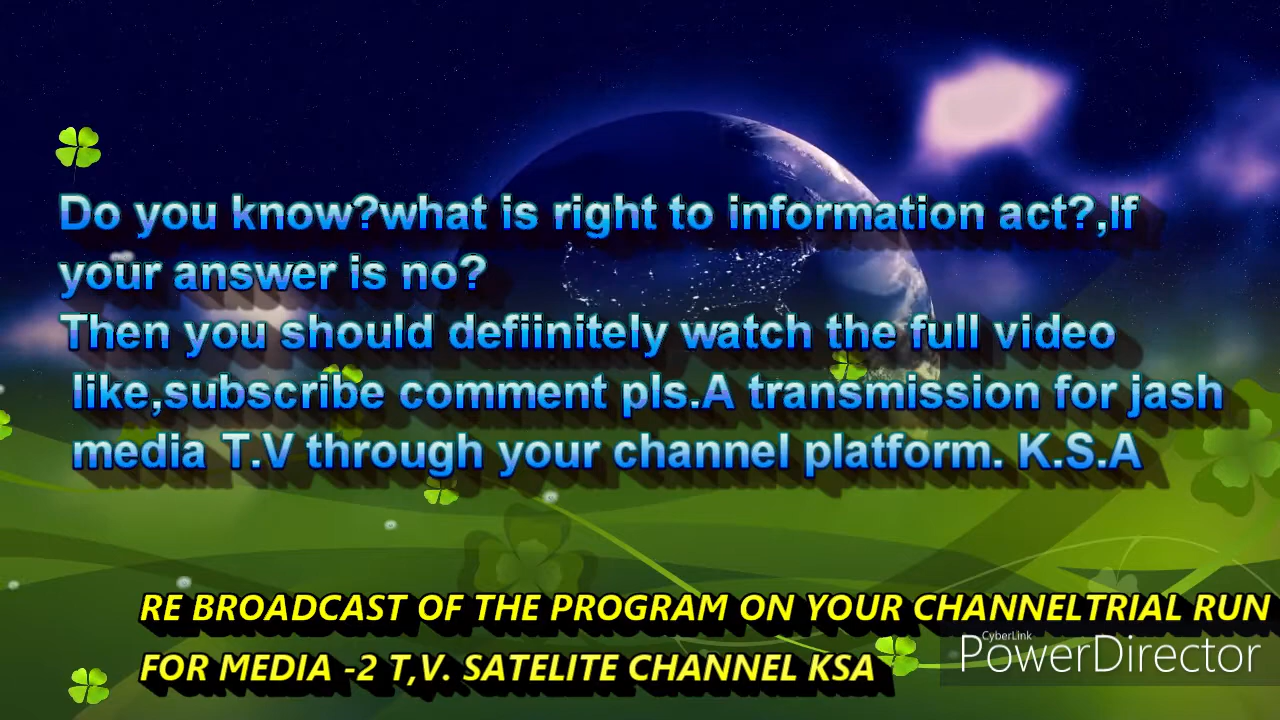 Do you know?what is right to information act?,If
your answer is no?
Then you should defiinitely watch the full video
like,subscribe comment pls.A transmission for jash
media T.V through your channel platform. K.S.A
RE BROADCAST OF THE PROGRAM ON YOUR CHANNELTRIAL RUN
FOR MEDIA -2 T,V. SATELITE CHANNEL KSA
CyberLink
PowerDirector